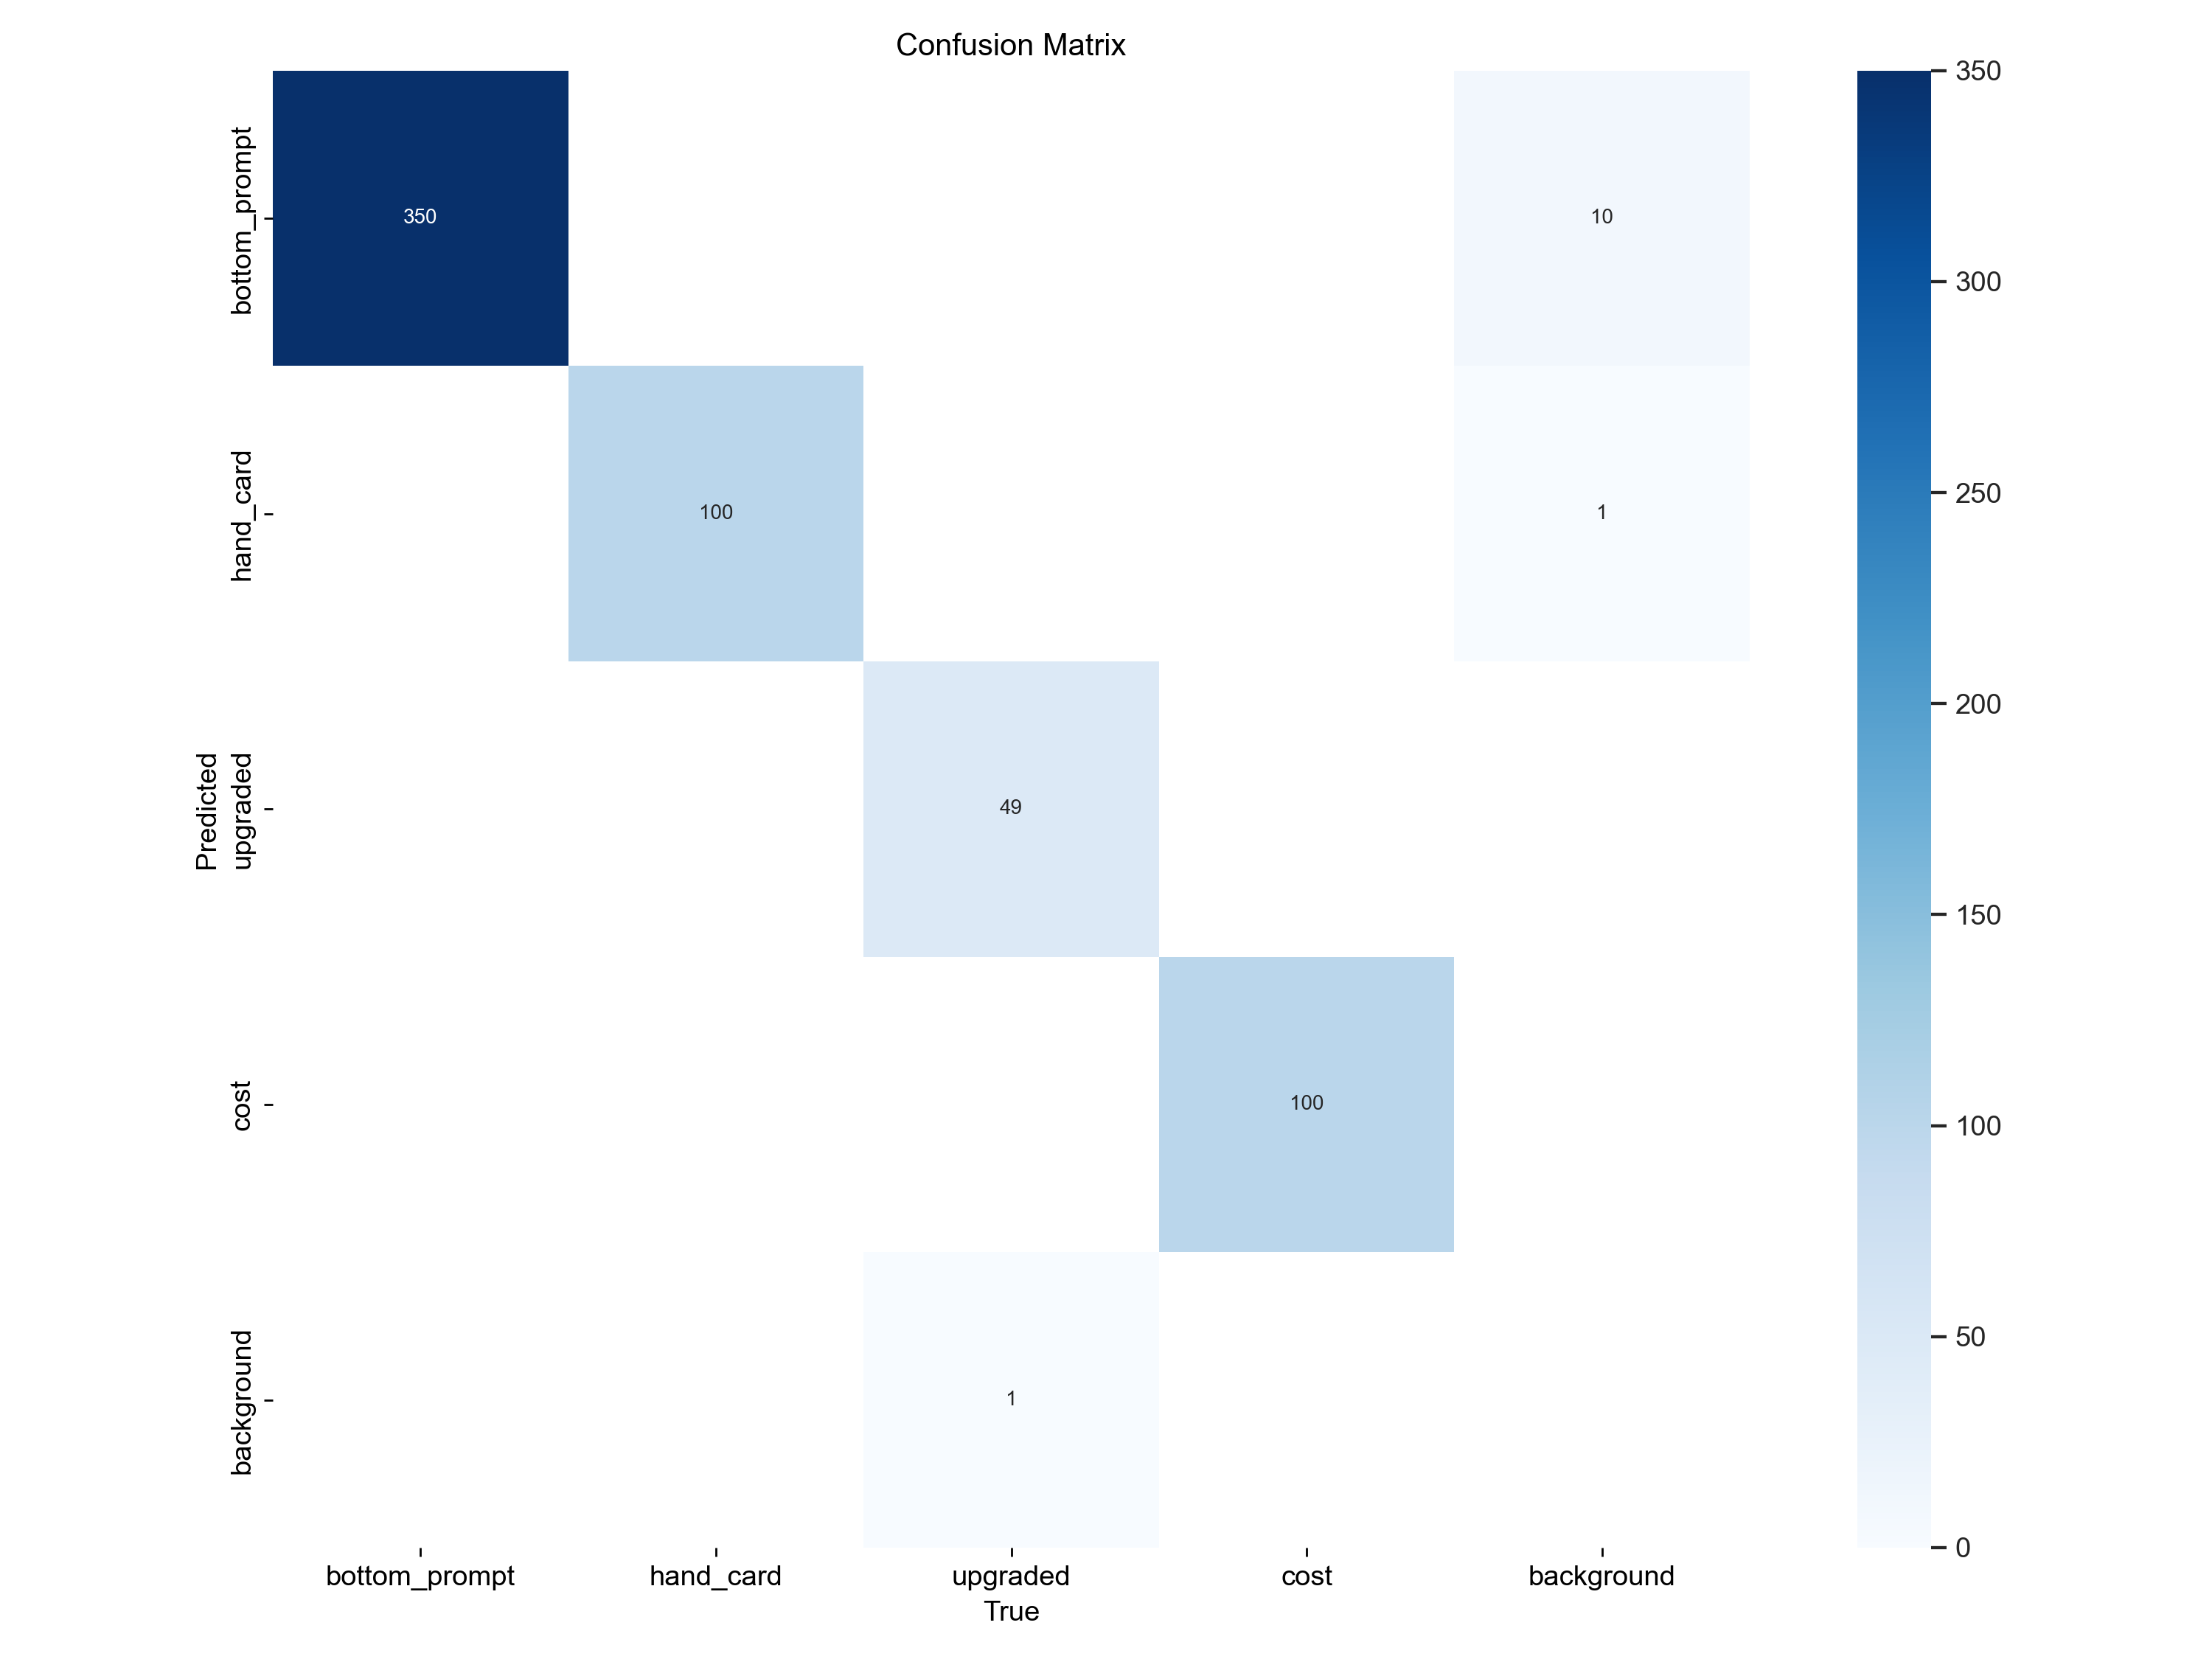 Confusion Matrix
bottom_prompt
350
10
hand_card
100
1
Predicted
upgraded
49
cost
100
background
1
bottom_prompt hand_card upgraded cost background
True
350
300
250
200
150
100
50
0